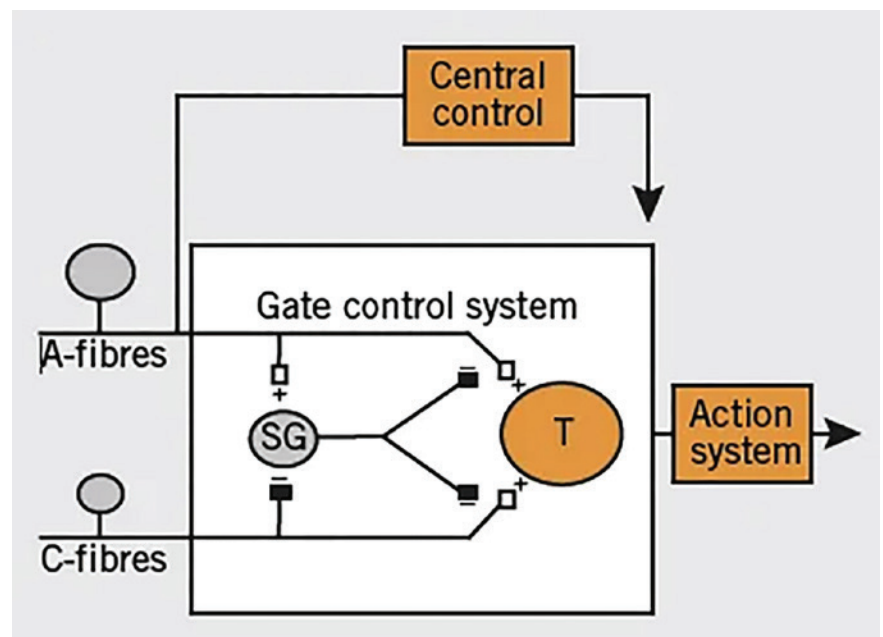 Central
control
Gate control system
A-fibres
+
SG
–
–
+
T
Action
system
–
–
+
C-fibres